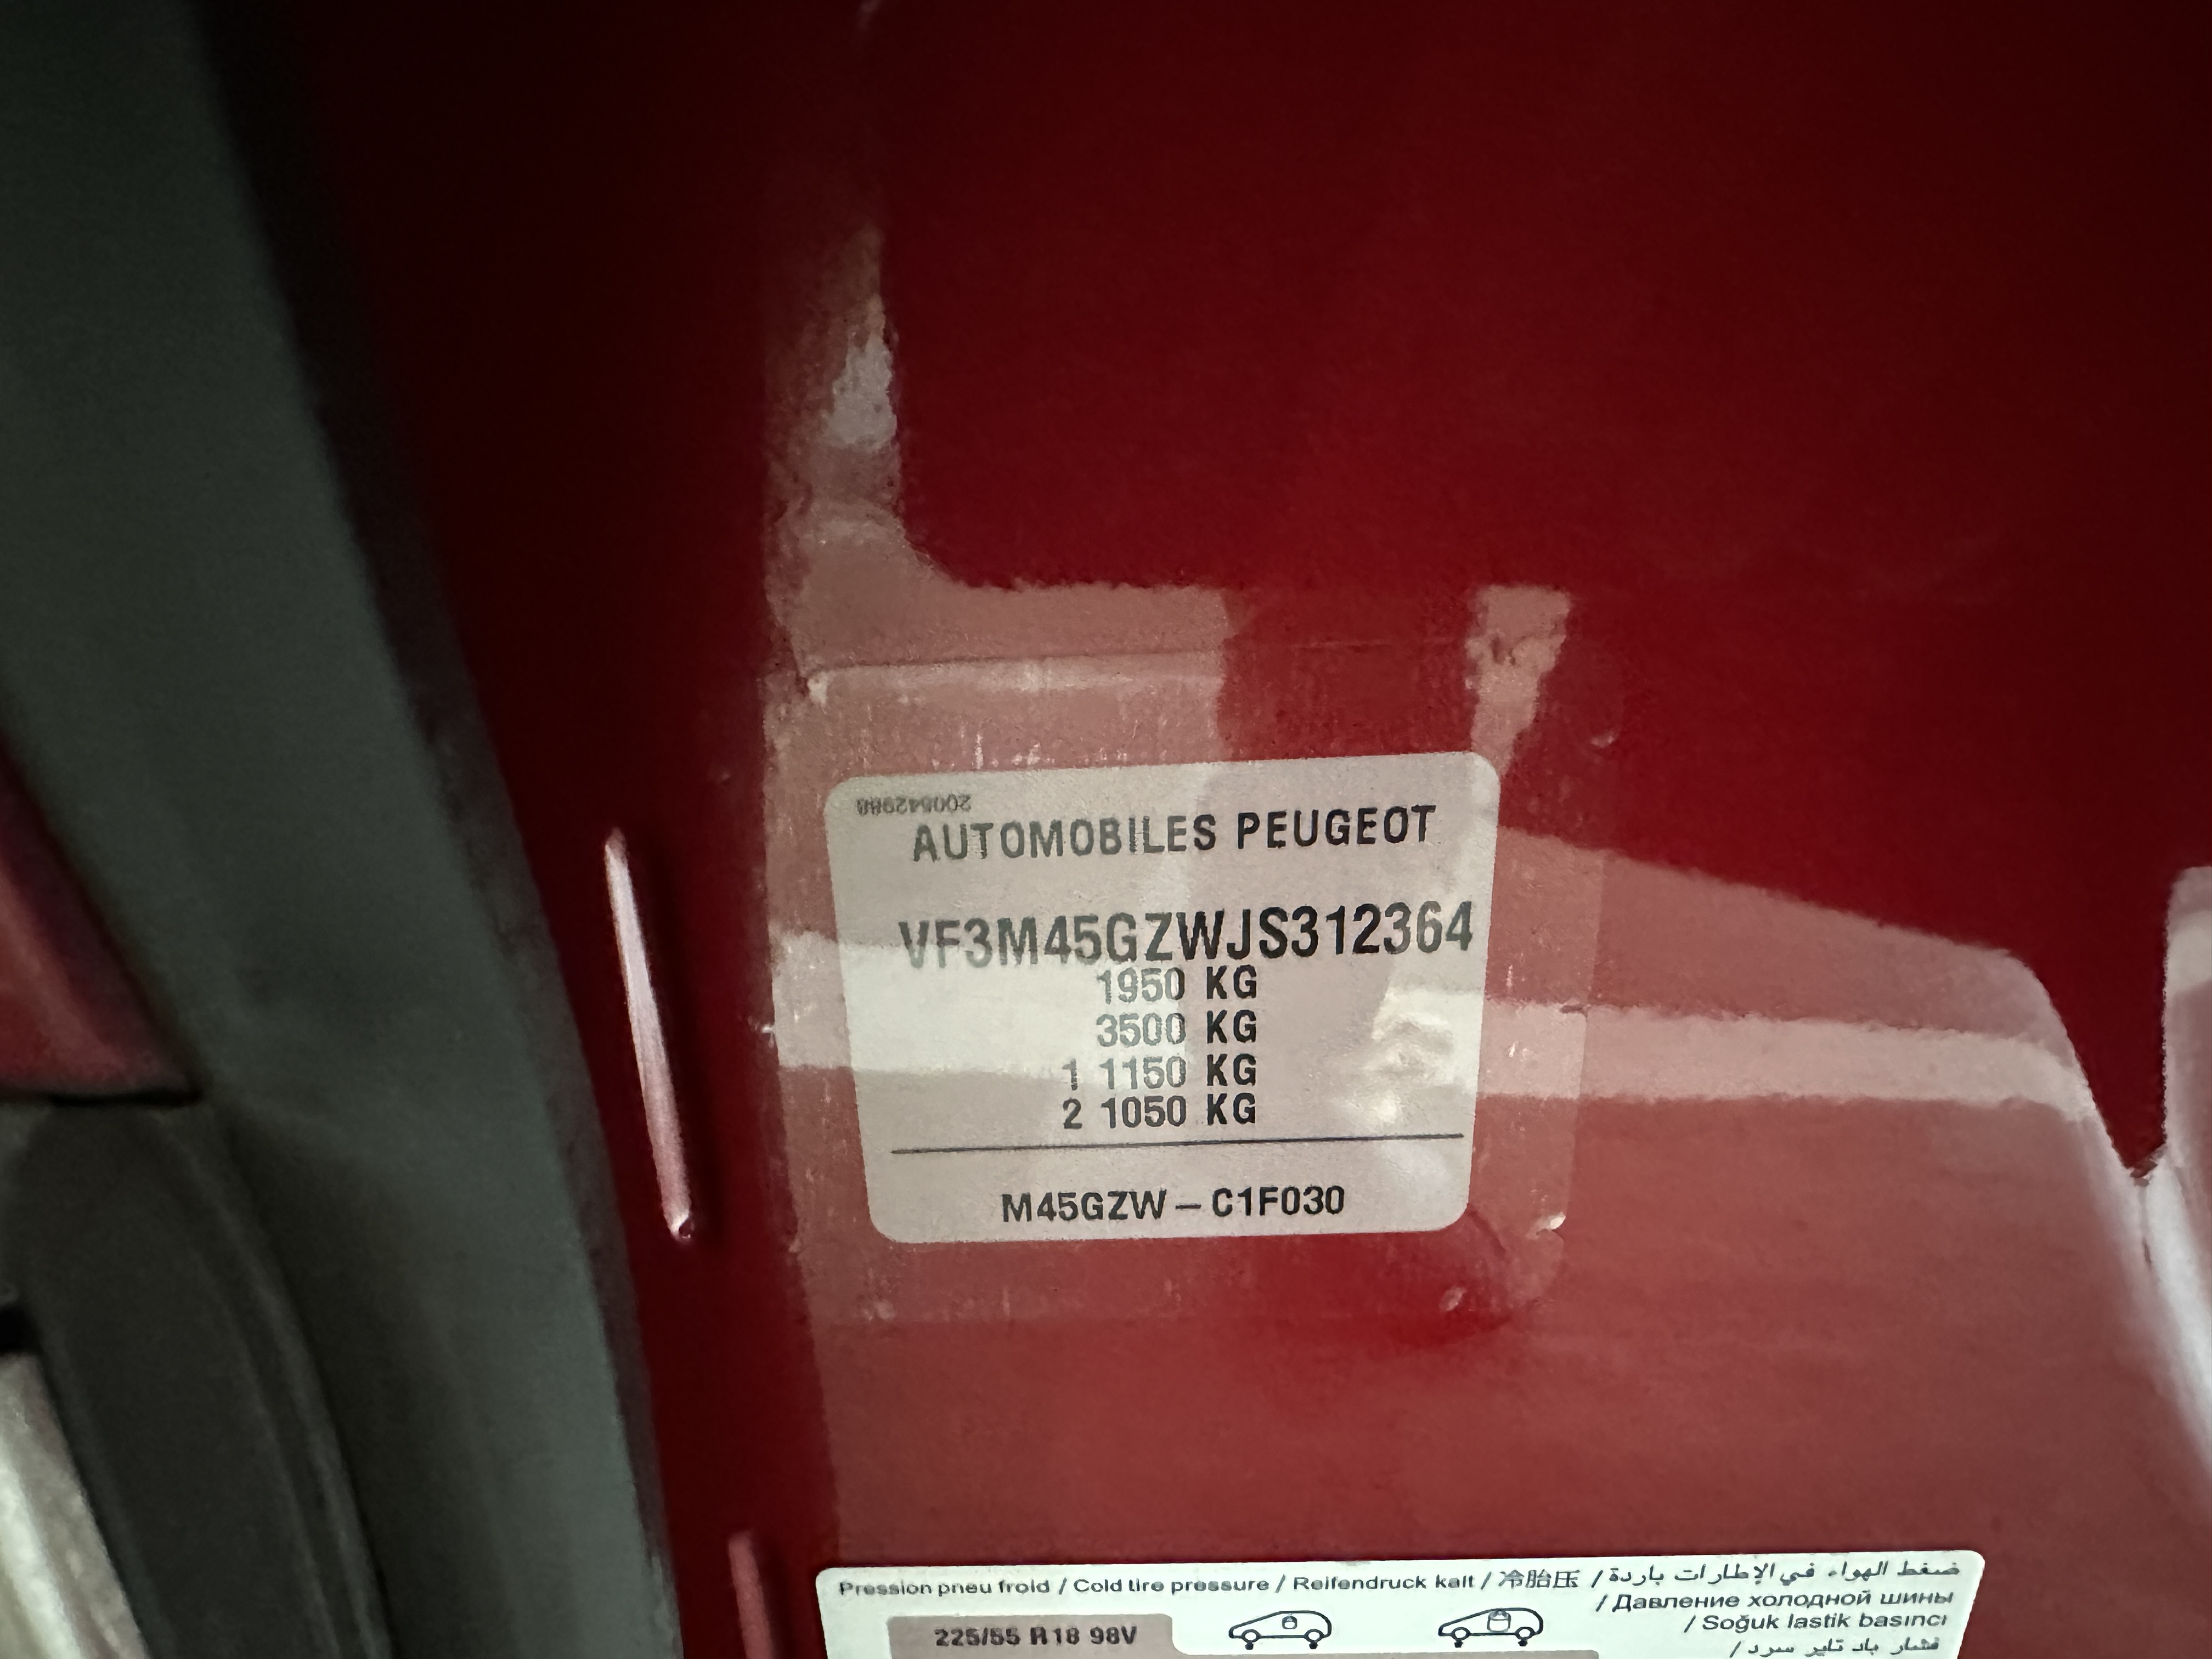 200542988
AUTOMOBILES PEUGEOT
VF3M45GZWJS312364
1950 KG
3500 KG
1 1150 KG
2 1050 KG
M45GZW – C1F030
Pression pneu froid / Cold tire pressure / Reifendruck kalt / 冷胎压 / ضغط الهواء في الإطارات باردة
/ Давление холодной шины
/ Soğuk lastik basıncı
/ فشار باد تایر سرد
225/55 R18 98V